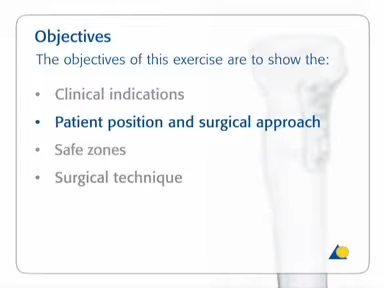 Objectives
The objectives of this exercise are to show the:
• Clinical indications
• Patient position and surgical approach
• Safe zones
• Surgical technique